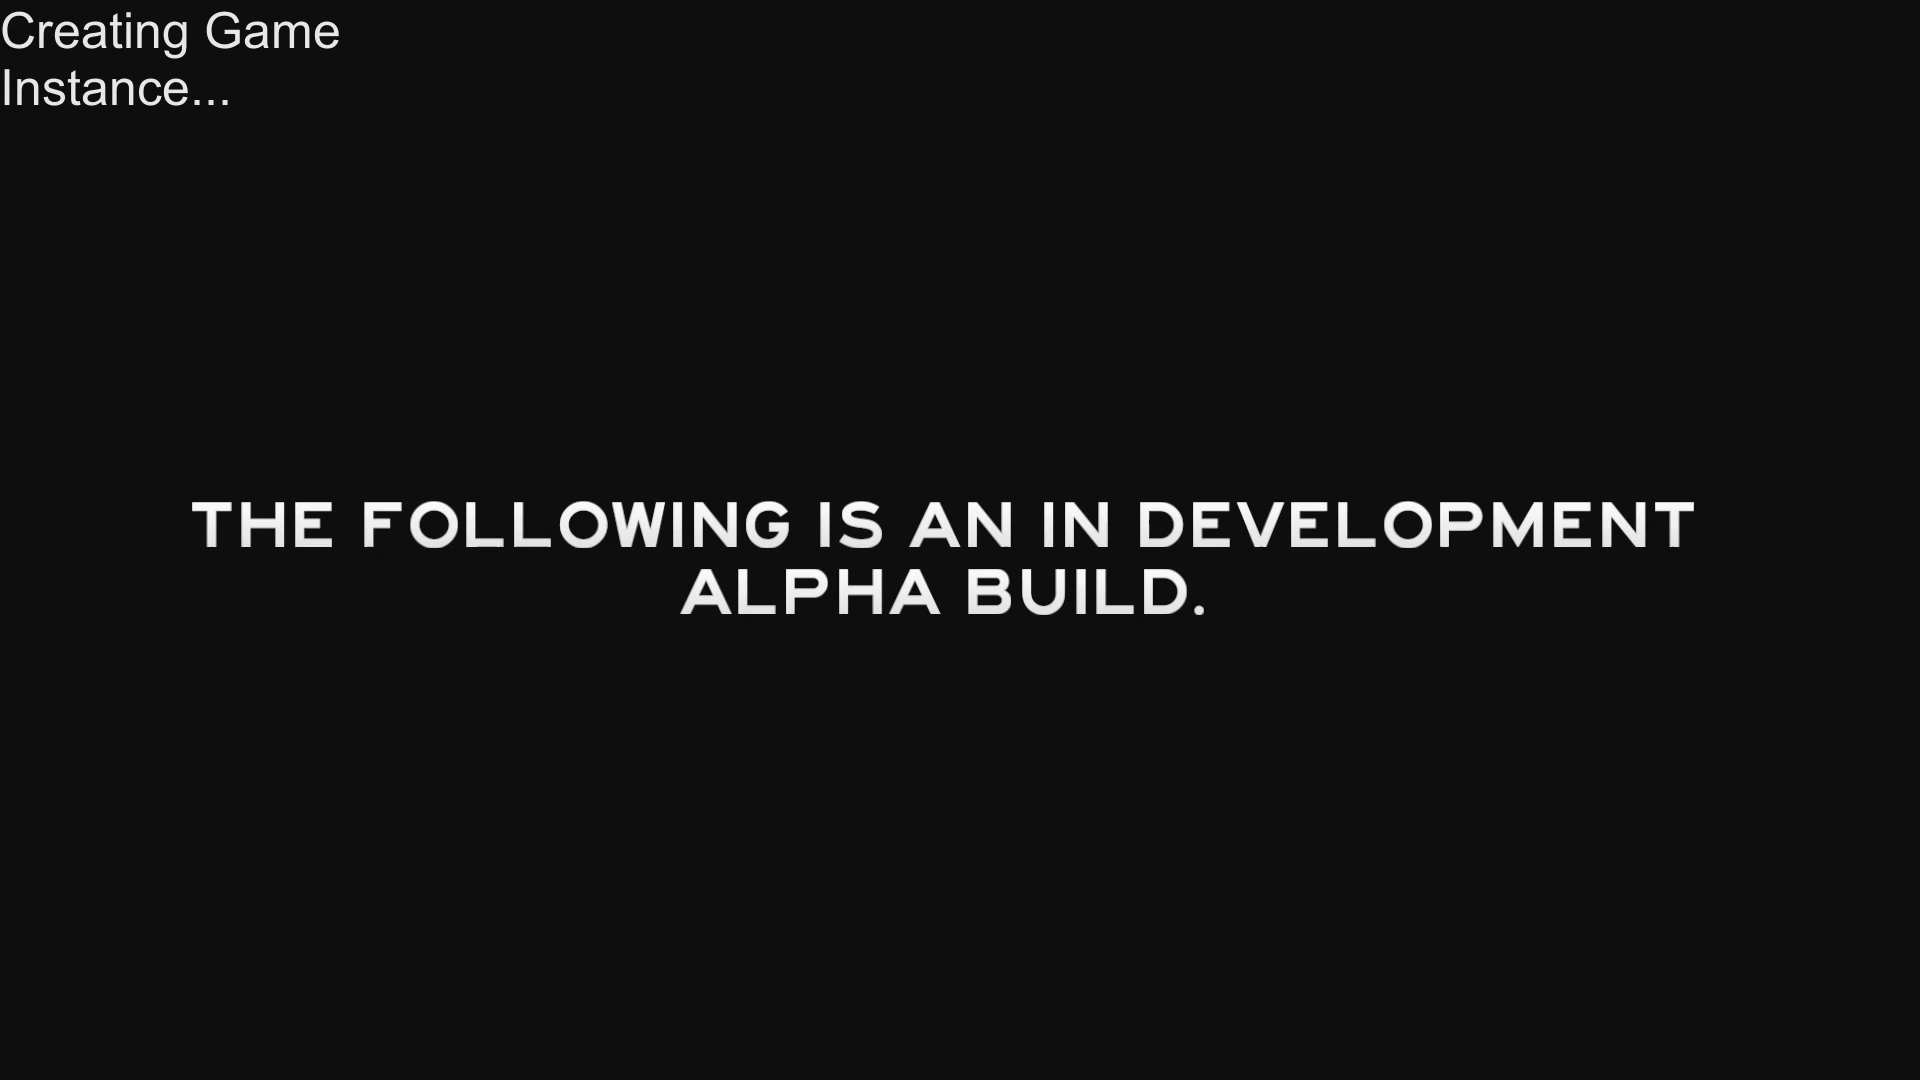 Creating Game
Instance...
THE FOLLOWING IS AN IN DEVELOPMENT
ALPHA BUILD.